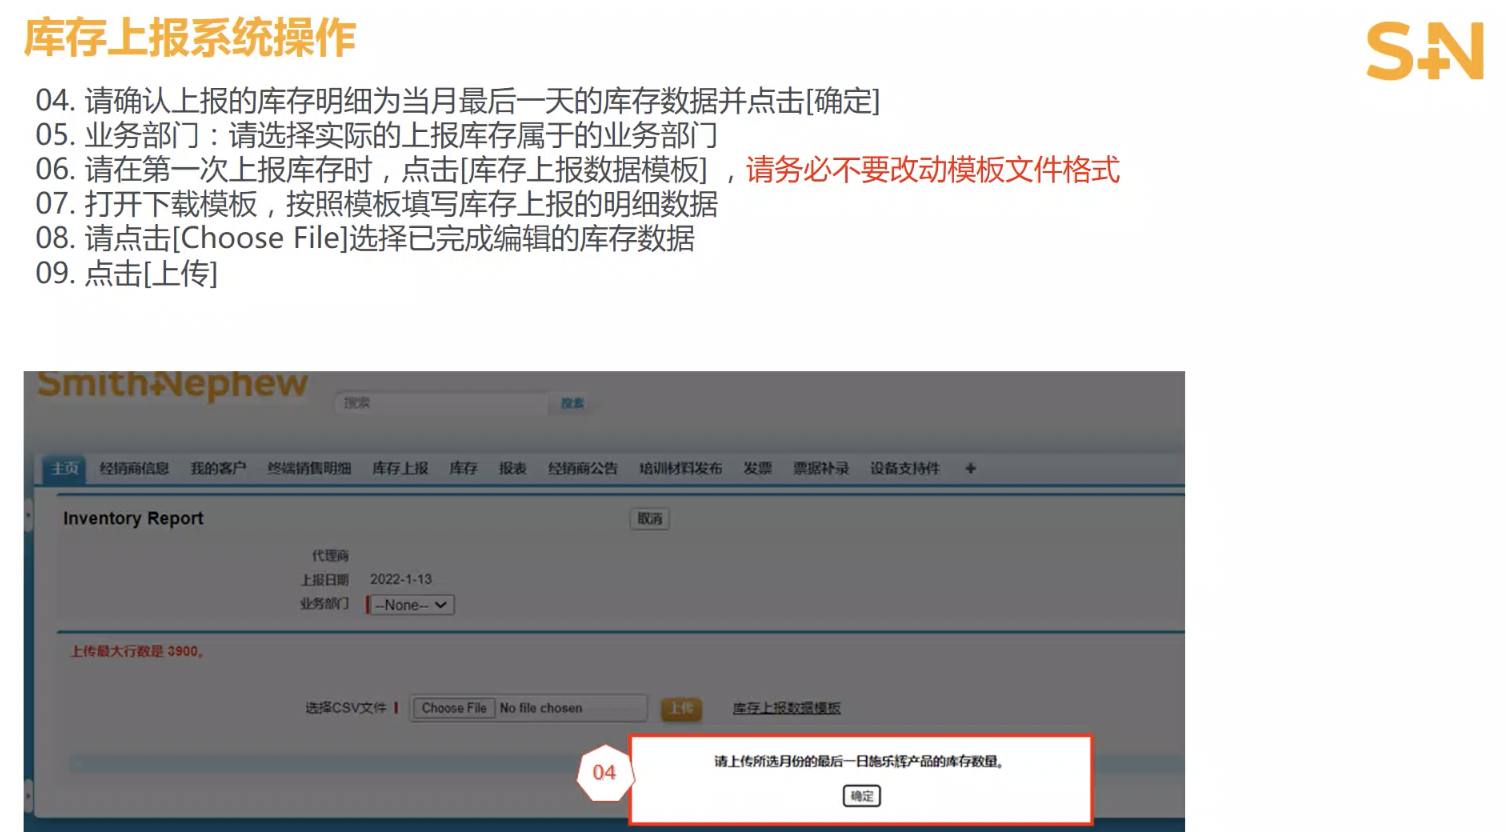 库存上报系统操作
S+N
04. 请确认上报的库存明细为当月最后一天的库存数据并点击[确定]
05. 业务部门：请选择实际的上报库存属于的业务部门
06. 请在第一次上报库存时，点击[库存上报数据模板] ，请务必不要改动模板文件格式
07. 打开下载模板，按照模板填写库存上报的明细数据
08. 请点击[Choose File]选择已完成编辑的库存数据
09. 点击[上传]
Smith+Nephew
搜索 搜索
主页 经销商信息 我的客户 终端销售明细 库存上报 库存 报表 经销商公告 培训材料发布 发票 票据补录 设备支持件 +
Inventory Report 取消
代理商
上报日期 2022-1-13
业务部门 --None--
上传最大行数是 3900。
选择CSV文件 Choose File No file chosen 上传 库存上报数据模板
请上传所选月份的最后一日施乐辉产品的库存数量。
04
确定